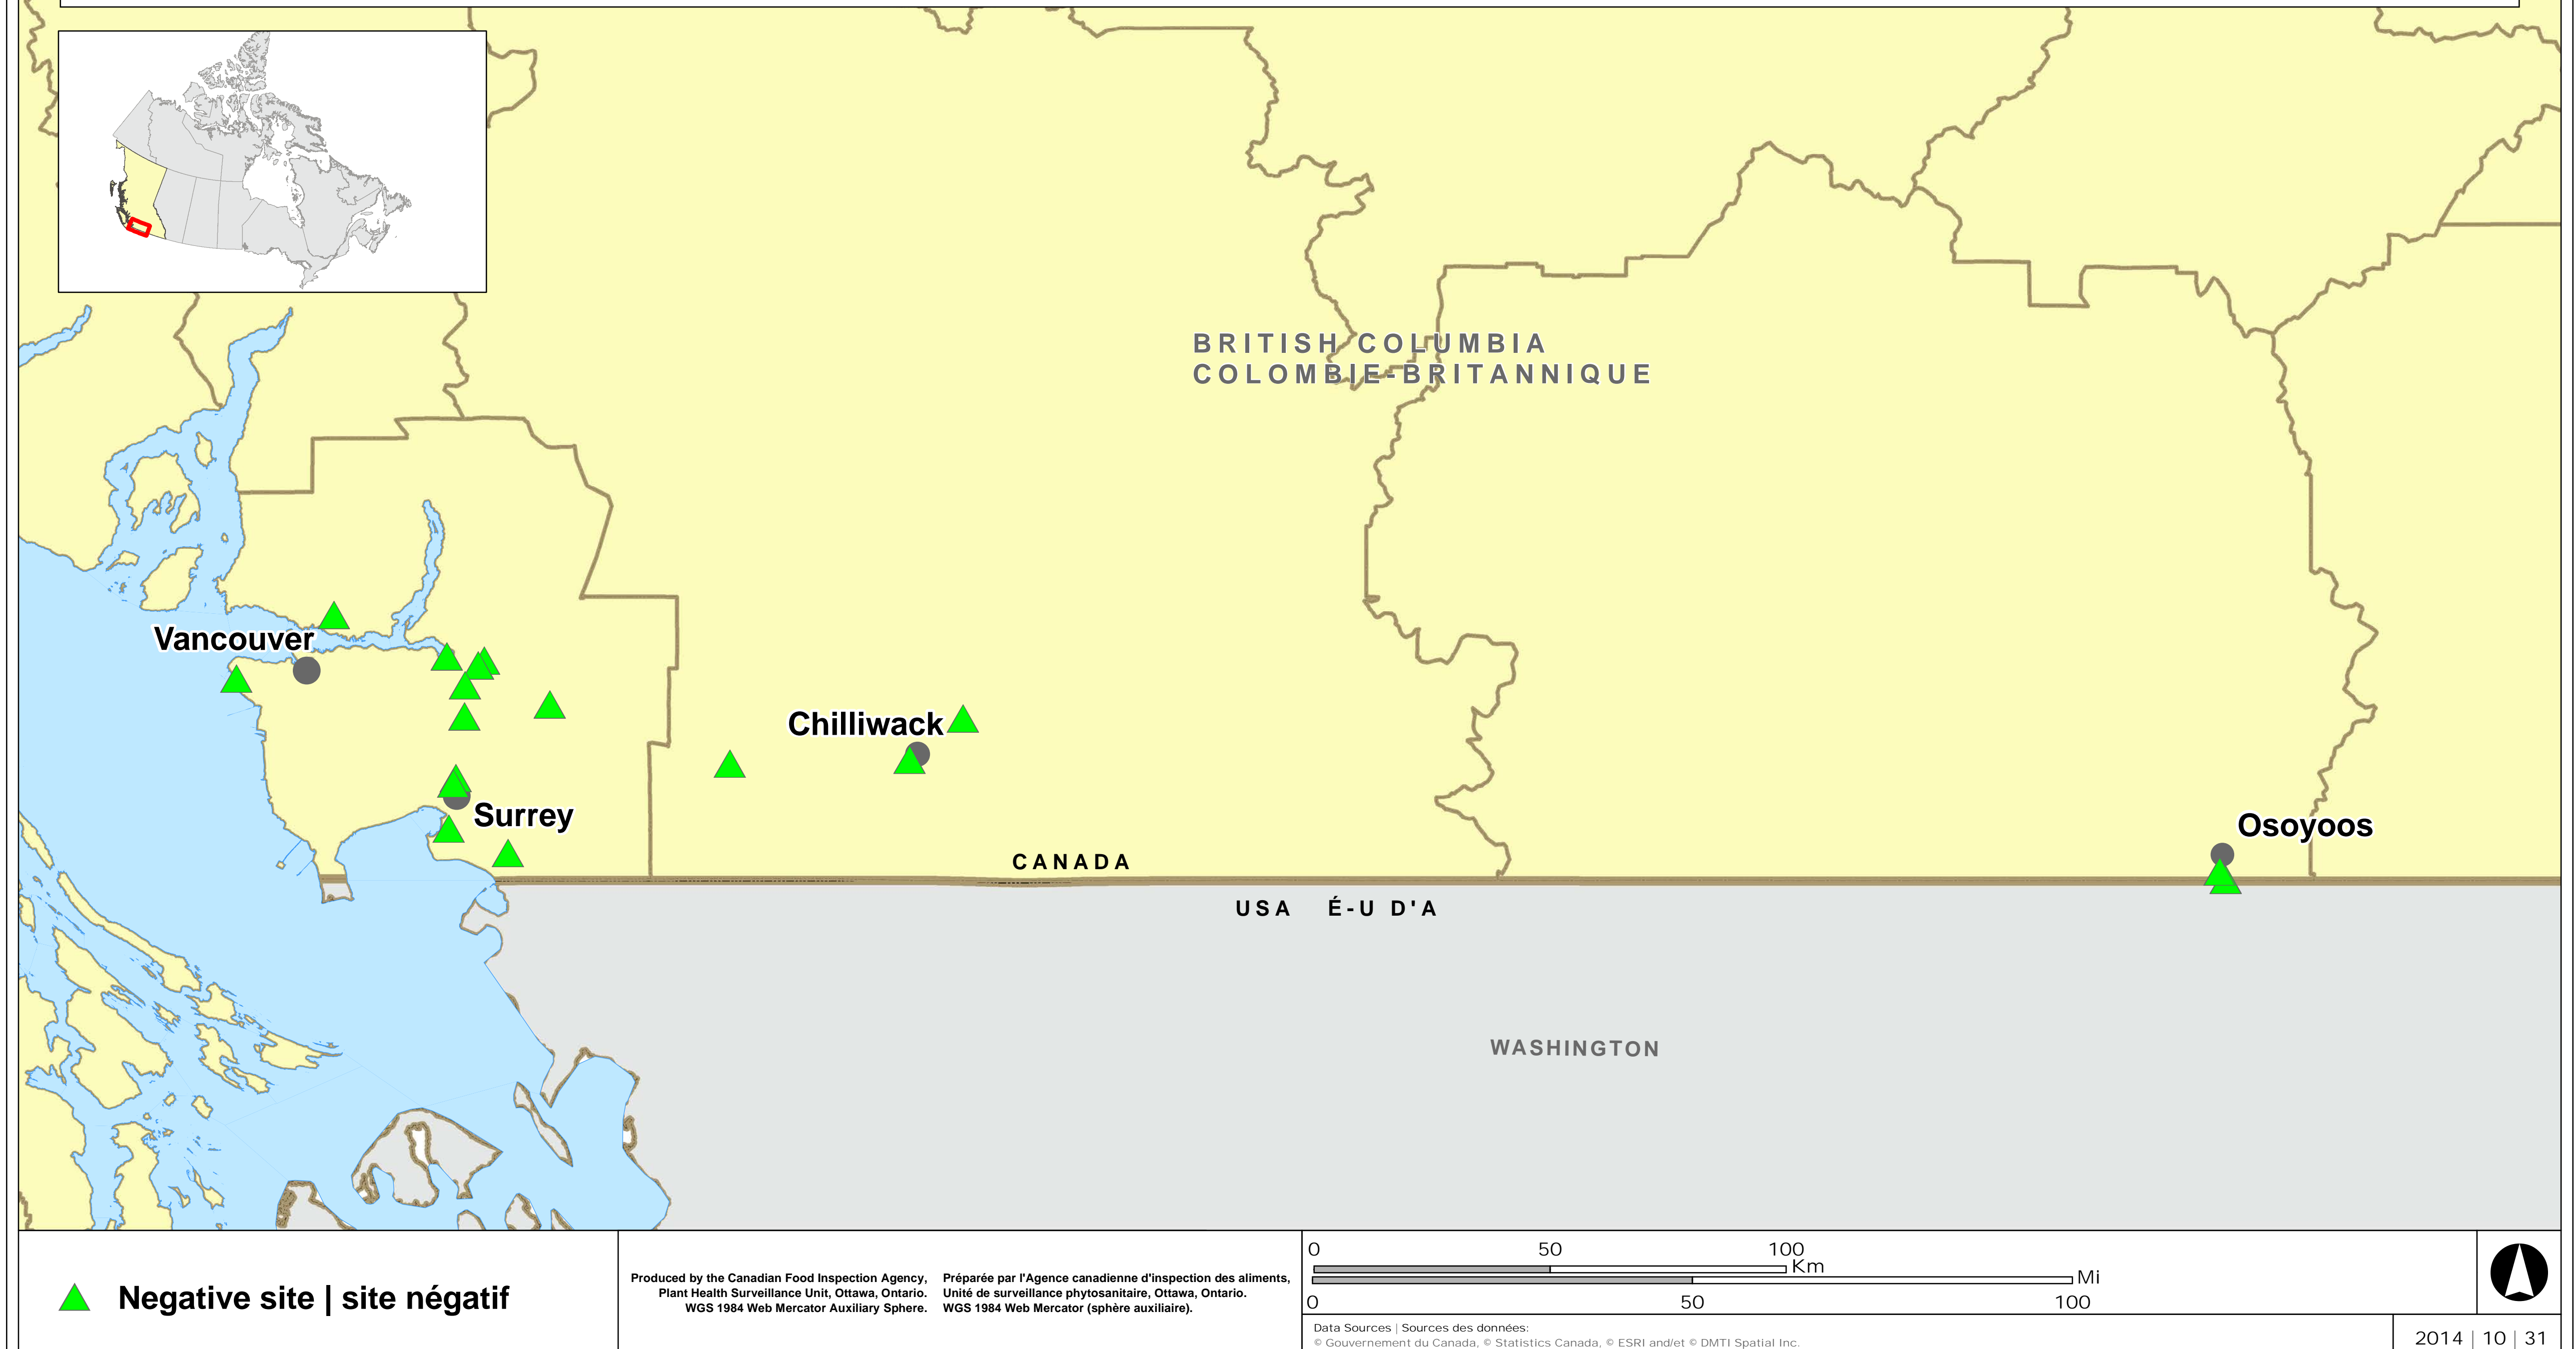 BRITISH COLUMBIA
COLOMBIE-BRITANNIQUE
Vancouver
Chilliwack
Surrey
Osoyoos
CANADA
USA É-U D'A
WASHINGTON
Negative site | site négatif
Produced by the Canadian Food Inspection Agency,
Plant Health Surveillance Unit, Ottawa, Ontario.
WGS 1984 Web Mercator Auxiliary Sphere.
Préparée par l'Agence canadienne d'inspection des aliments,
Unité de surveillance phytosanitaire, Ottawa, Ontario.
WGS 1984 Web Mercator (sphère auxiliaire).
0 50 100
Km
Mi
0 50 100
Data Sources | Sources des données:
© Gouvernement du Canada, © Statistics Canada, © ESRI and/et © DMTI Spatial Inc.
2014 | 10 | 31